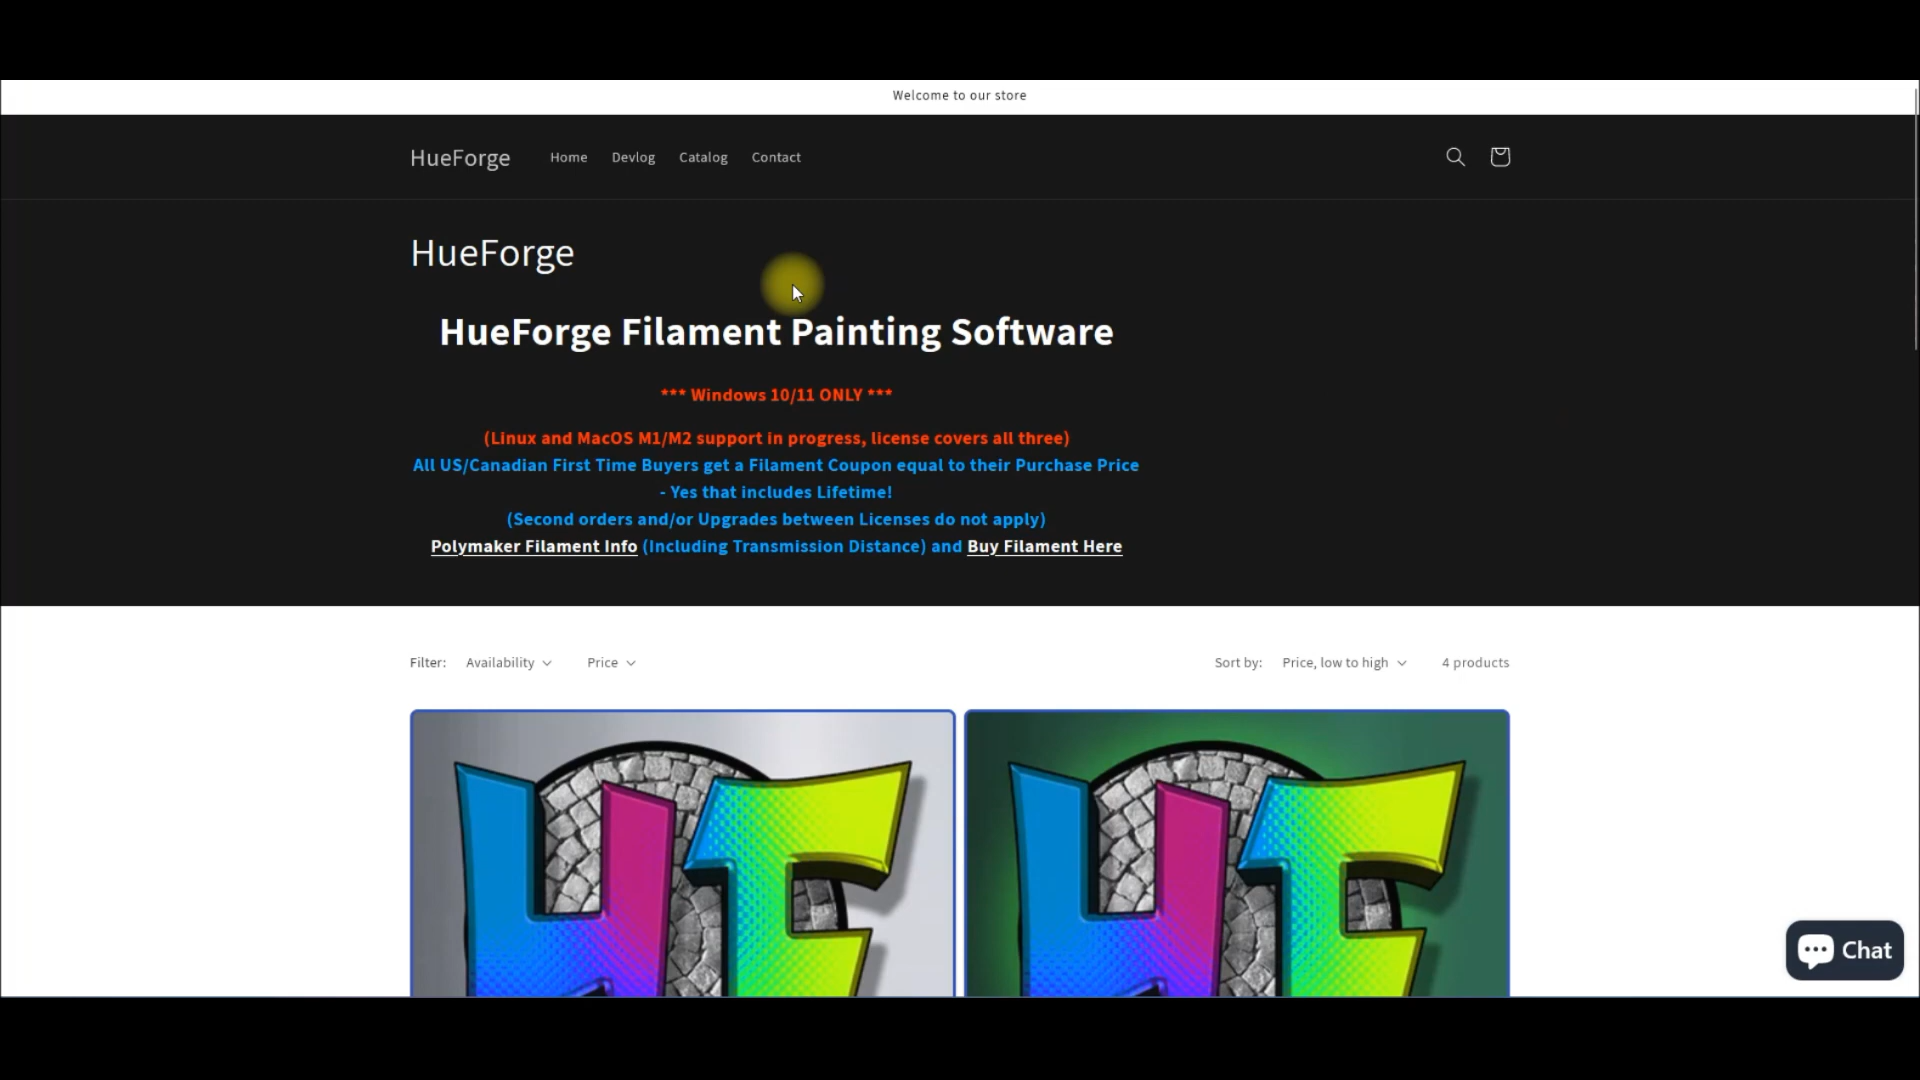 Welcome to our store
HueForge
Home
Devlog
Catalog
Contact
HueForge
HueForge Filament Painting Software
*** Windows 10/11 ONLY ***
(Linux and MacOS M1/M2 support in progress, license covers all three)
All US/Canadian First Time Buyers get a Filament Coupon equal to their Purchase Price
- Yes that includes Lifetime!
(Second orders and/or Upgrades between Licenses do not apply)
Polymaker Filament Info (Including Transmission Distance) and Buy Filament Here
Filter: Availability Price
Sort by: Price, low to high 4 products
HF
HF
Chat